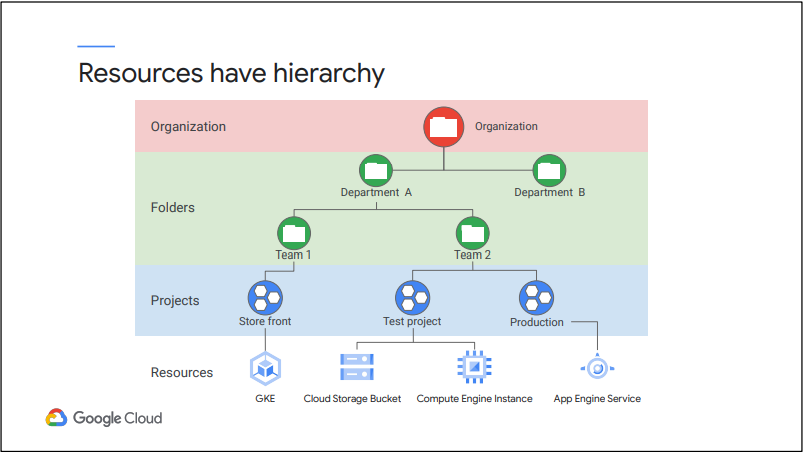 Resources have hierarchy
Organization
Organization
Department A
Department B
Folders
Team 1
Team 2
Projects
Store front
Test project
Production
Resources
GKE
Cloud Storage Bucket
Compute Engine Instance
App Engine Service
Google Cloud